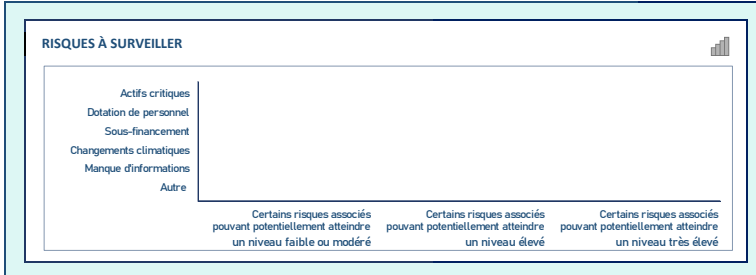 RISQUES À SURVEILLER
Actifs critiques
Dotation de personnel
Sous-financement
Changements climatiques
Manque d'informations
Autre
Certains risques associés
pouvant potentiellement atteindre
un niveau faible ou modéré
Certains risques associés
pouvant potentiellement atteindre
un niveau élevé
Certains risques associés
pouvant potentiellement atteindre
un niveau très élevé